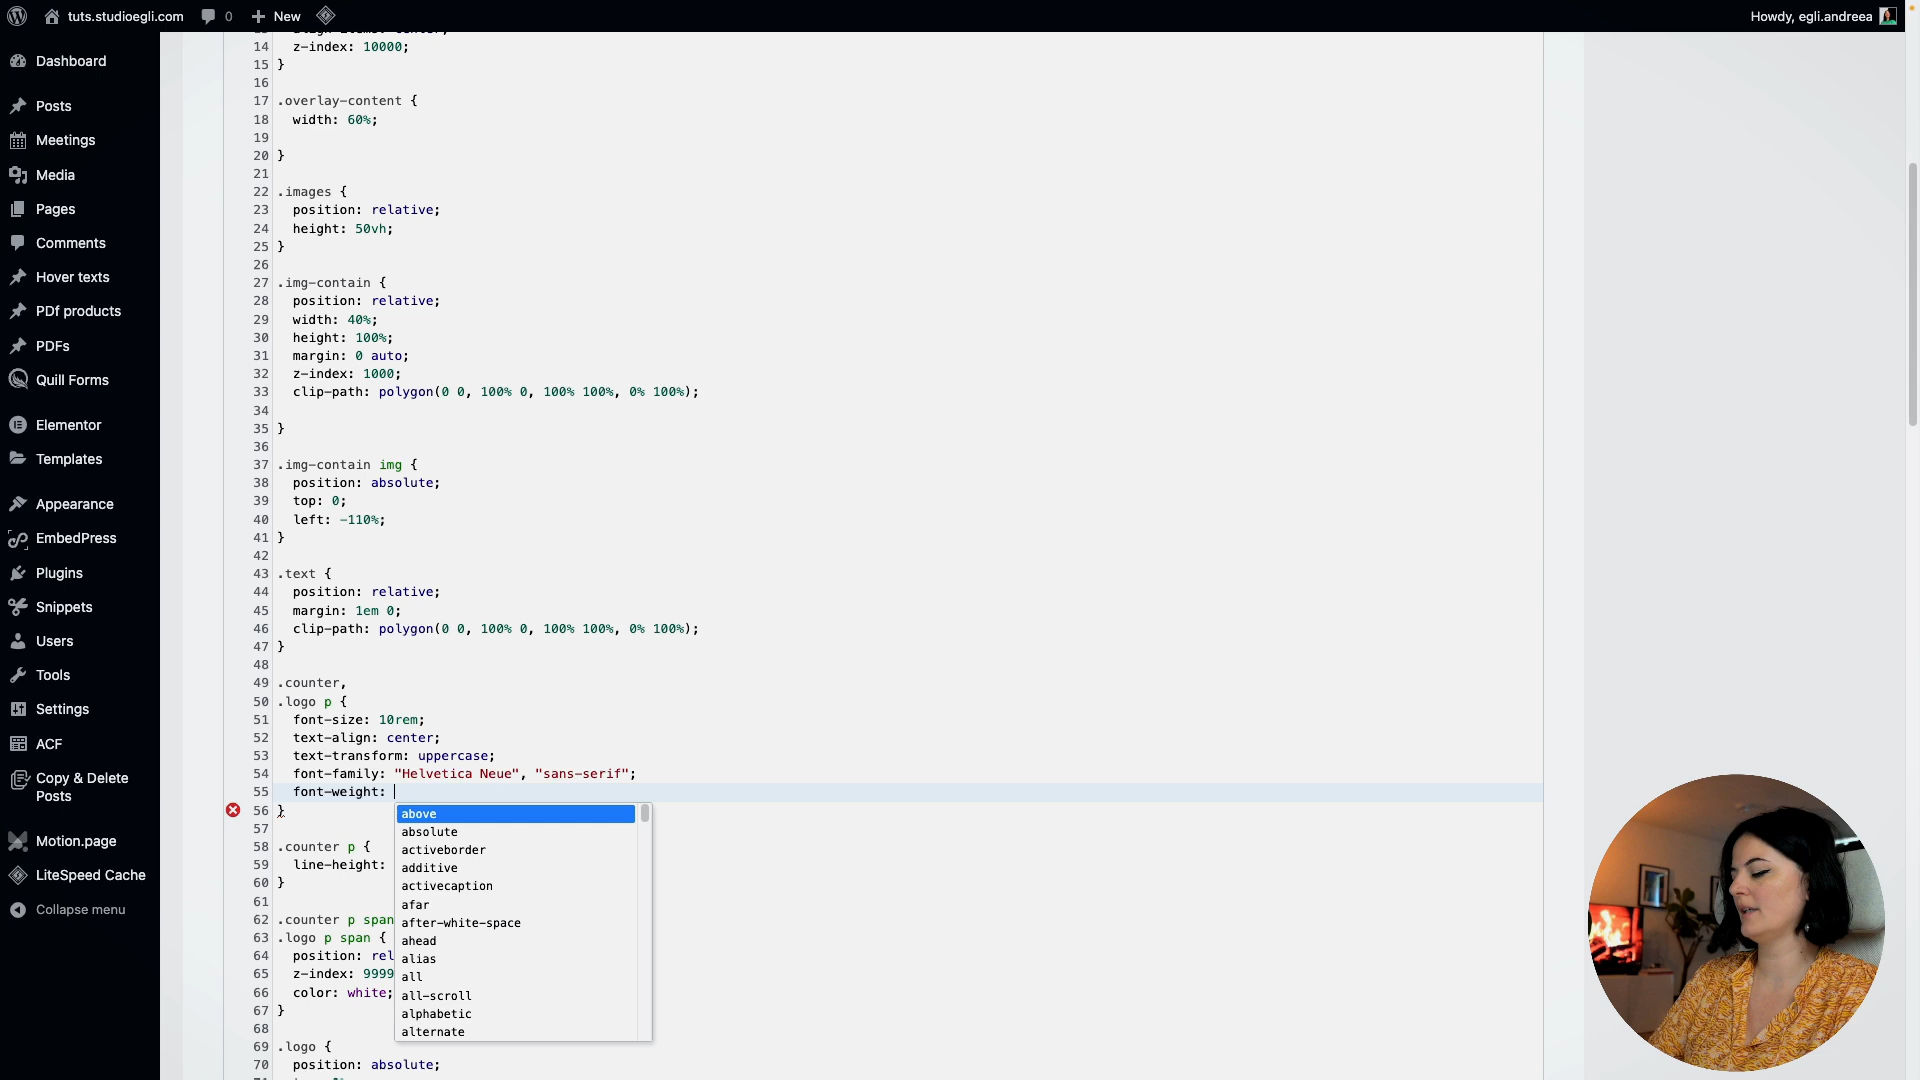 tuts.studioegli.com
0
New
Howdy, egli.andreea
Dashboard
Posts
Meetings
Media
Pages
Comments
Hover texts
PDf products
PDFs
Quill Forms
Elementor
Templates
Appearance
EmbedPress
Plugins
Snippets
Users
Tools
Settings
ACF
Copy & Delete
Posts
Motion.page
LiteSpeed Cache
Collapse menu
14 z-index: 10000;
15 }
16
17 .overlay-content {
18 width: 60%;
19
20 }
21
22 .images {
23 position: relative;
24 height: 50vh;
25 }
26
27 .img-contain {
28 position: relative;
29 width: 40%;
30 height: 100%;
31 margin: 0 auto;
32 z-index: 1000;
33 clip-path: polygon(0 0, 100% 0, 100% 100%, 0% 100%);
34
35 }
36
37 .img-contain img {
38 position: absolute;
39 top: 0;
40 left: -110%;
41 }
42
43 .text {
44 position: relative;
45 margin: 1em 0;
46 clip-path: polygon(0 0, 100% 0, 100% 100%, 0% 100%);
47 }
48
49 .counter,
50 .logo p {
51 font-size: 10rem;
52 text-align: center;
53 text-transform: uppercase;
54 font-family: "Helvetica Neue", "sans-serif";
55 font-weight:
56 }
57
58 .counter p {
59 line-height:
60 }
61
62 .counter p span
63 .logo p span {
64 position: rel
65 z-index: 9999
66 color: white;
67 }
68
69 .logo {
70 position: absolute;
above
absolute
activeborder
additive
activecaption
afar
after-white-space
ahead
alias
all
all-scroll
alphabetic
alternate